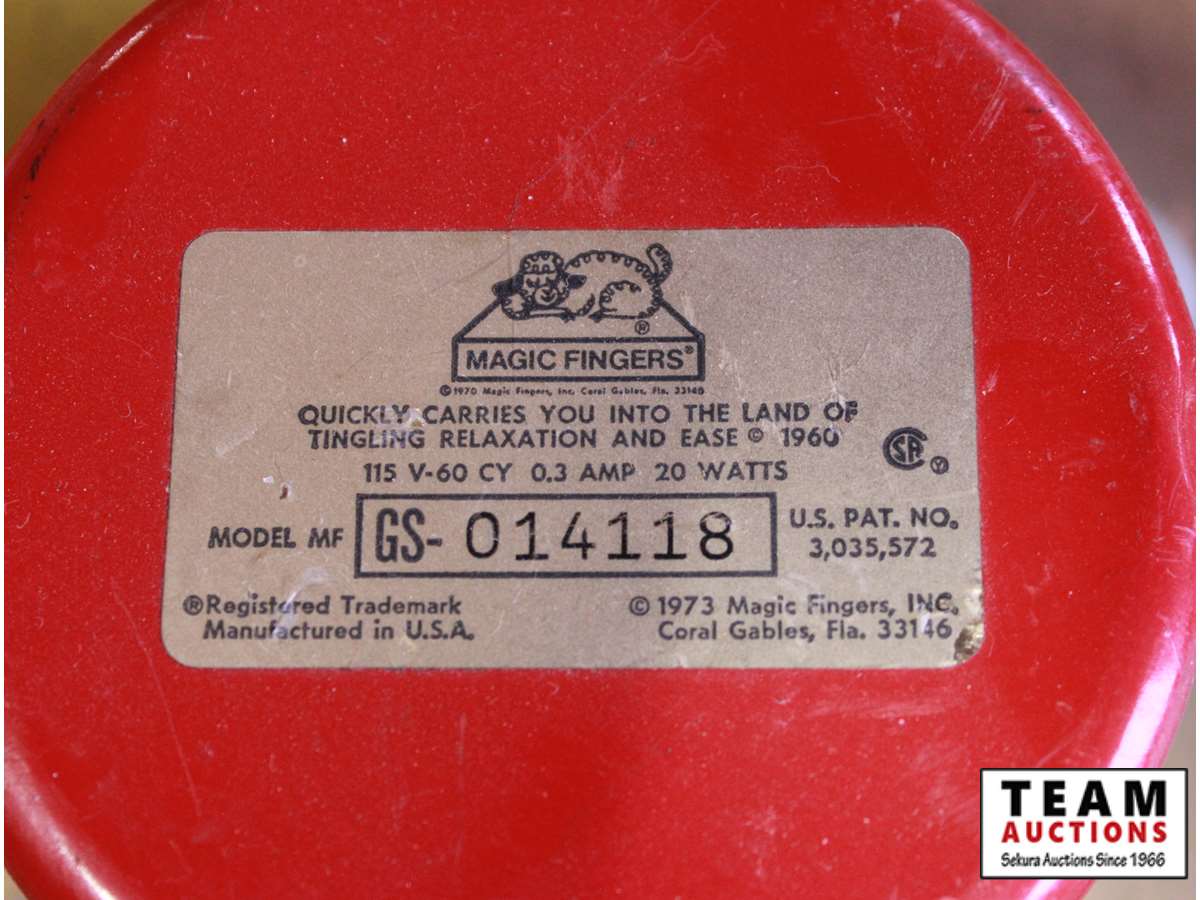 ®
MAGIC FINGERS®
©1970 Magic Fingers, Inc. Coral Gables, Fla. 33146
QUICKLY CARRIES YOU INTO THE LAND OF
TINGLING RELAXATION AND EASE © 1960
115 V-60 CY 0.3 AMP 20 WATTS
MODEL MF GS- 014118
U.S. PAT. NO.
3,035,572
®Registered Trademark
Manufactured in U.S.A.
© 1973 Magic Fingers, INC.
Coral Gables, Fla. 33146
TEAM
AUCTIONS
Sekura Auctions Since 1966